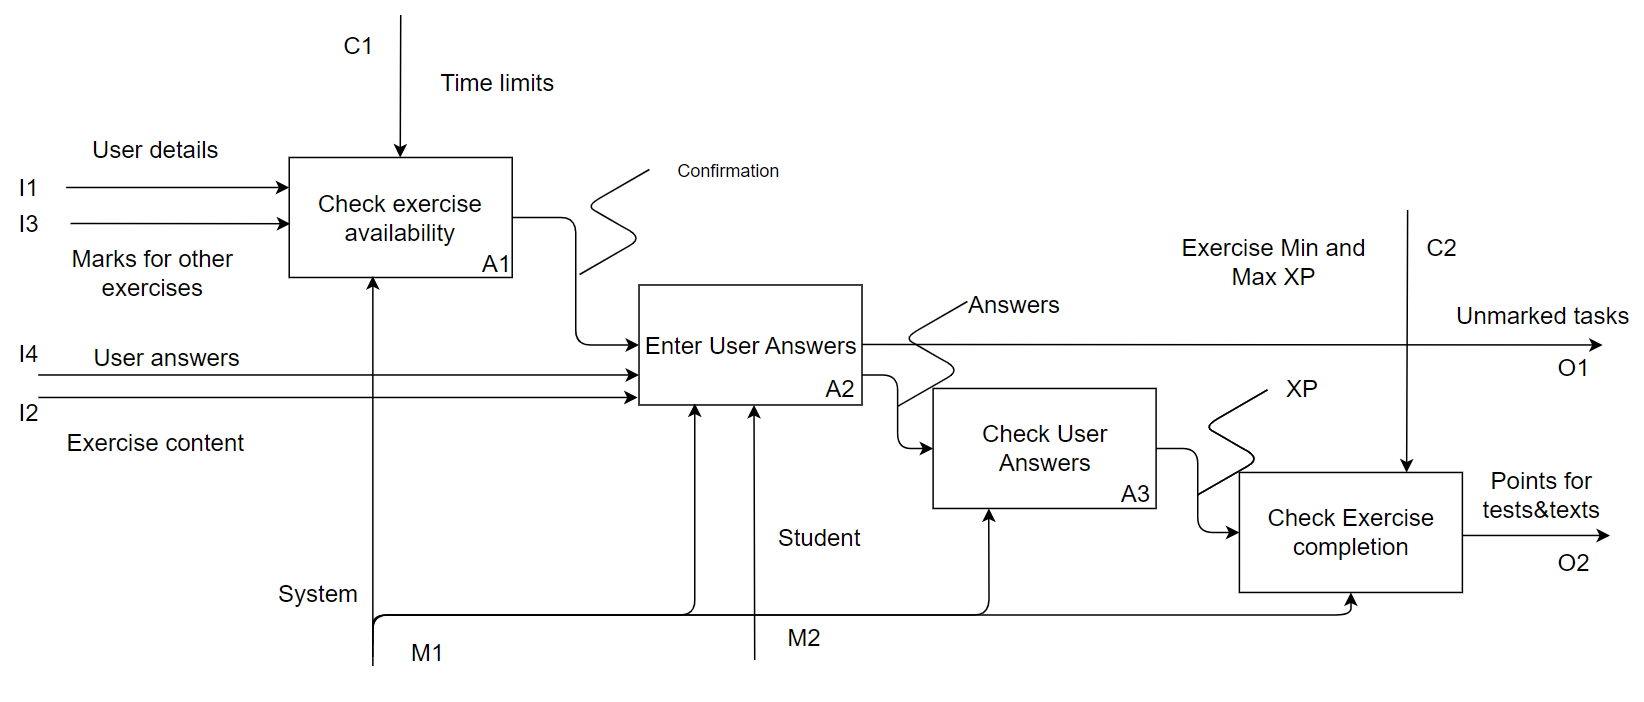 C1
Time limits
User details
I1
I3
Marks for other
exercises
Check exercise
availability
A1
Confirmation
I4
User answers
I2
Exercise content
Enter User Answers
A2
Answers
Exercise Min and
Max XP
C2
Unmarked tasks
O1
Check User
Answers
A3
XP
Check Exercise
completion
Points for
tests&texts
O2
Student
System
M1
M2